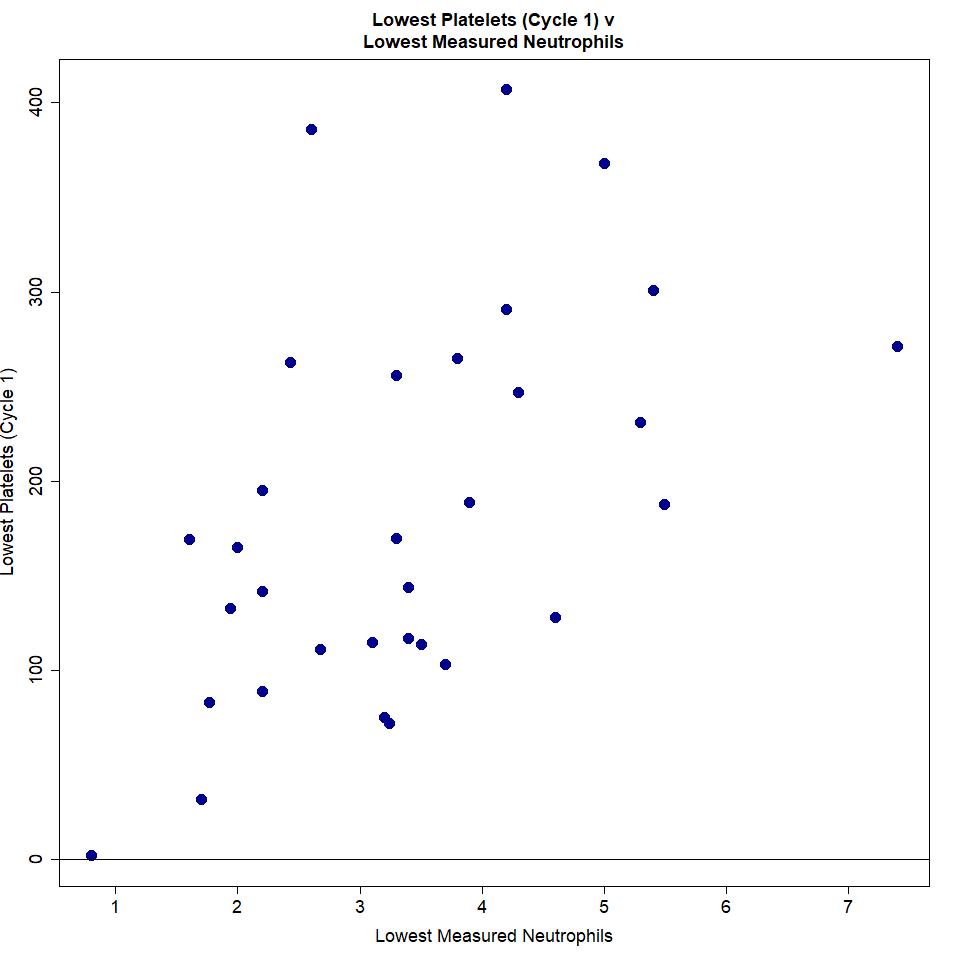 Lowest Platelets (Cycle 1) v
Lowest Measured Neutrophils
Lowest Platelets (Cycle 1)
400
300
200
100
0
1 2 3 4 5 6 7
Lowest Measured Neutrophils